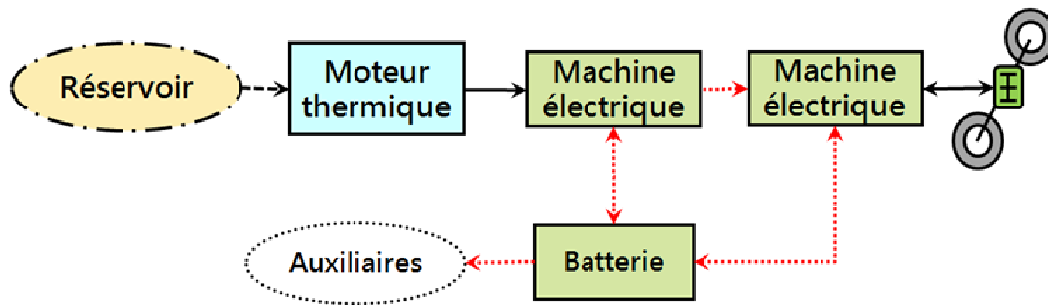 Réservoir
Moteur
thermique
Machine
électrique
Machine
électrique
Auxiliaires
Batterie